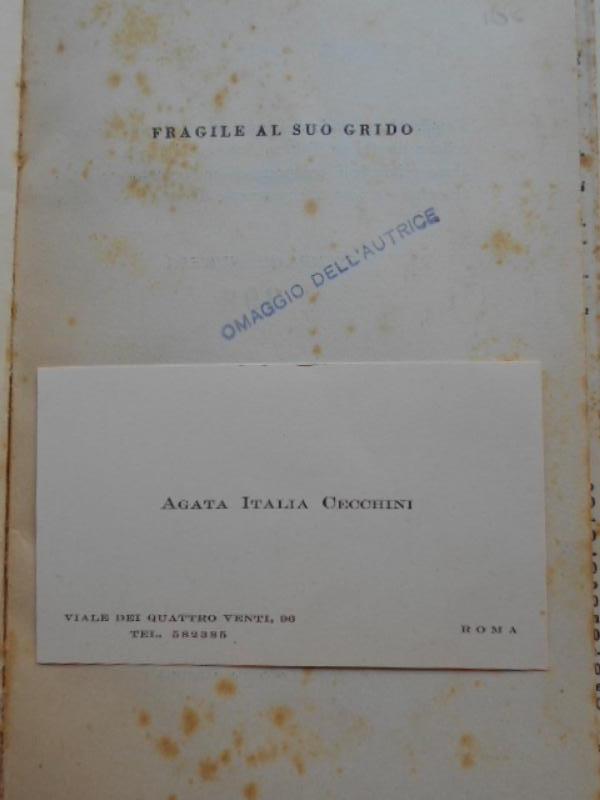 FRAGILE AL SUO GRIDO
OMAGGIO DELL'AUTRICE
AGATA ITALIA CECCHINI
VIALE DEI QUATTRO VENTI, 96
TEL. 582385
ROMA